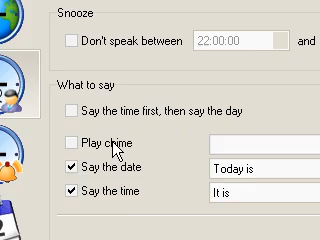 Snooze
Don't speak between 22:00:00 and
What to say
Say the time first, then say the day
Play chime
Say the date Today is
Say the time It is
2